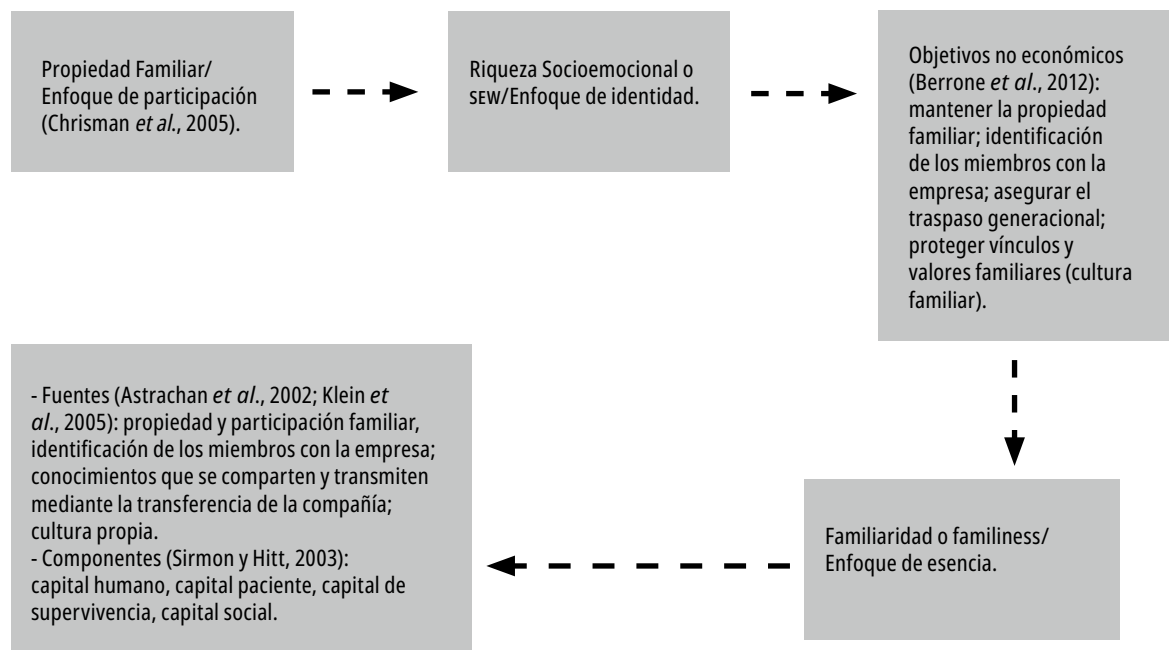 Propiedad Familiar/
Enfoque de participación
(Chrisman et al., 2005).
Riqueza Socioemocional o
SEW/Enfoque de identidad.
Objetivos no económicos
(Berrone et al., 2012):
mantener la propiedad
familiar; identificación
de los miembros con la
empresa; asegurar el
traspaso generacional;
proteger vínculos y
valores familiares (cultura
familiar).
Familiaridad o familiness/
Enfoque de esencia.
- Fuentes (Astrachan et al., 2002; Klein et
al., 2005): propiedad y participación familiar,
identificación de los miembros con la empresa;
conocimientos que se comparten y transmiten
mediante la transferencia de la compañía;
cultura propia.
- Componentes (Sirmon y Hitt, 2003):
capital humano, capital paciente, capital de
supervivencia, capital social.